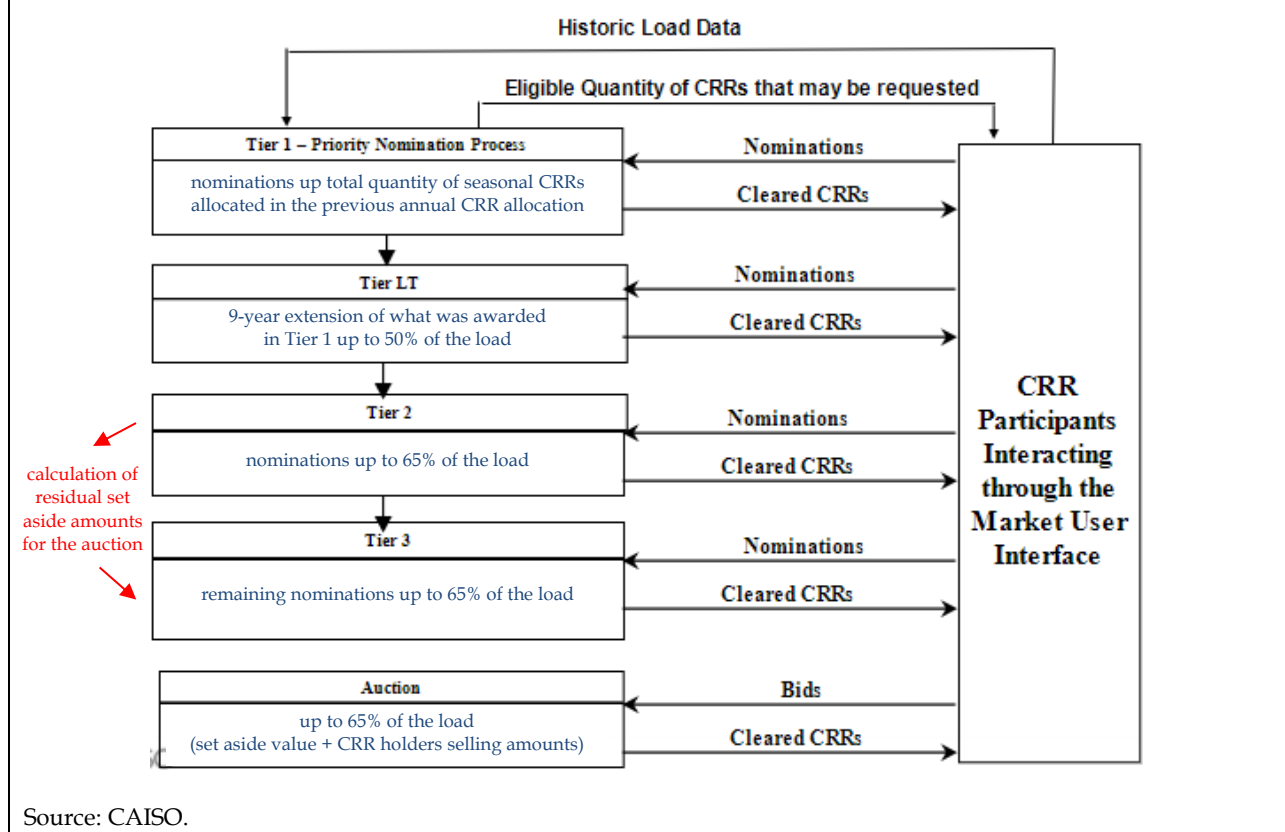 Historic Load Data
Eligible Quantity of CRRs that may be requested
Tier 1 – Priority Nomination Process
nominations up total quantity of seasonal CRRs
allocated in the previous annual CRR allocation
Nominations
Cleared CRRs
Tier LT
9-year extension of what was awarded
in Tier 1 up to 50% of the load
Nominations
Cleared CRRs
Tier 2
nominations up to 65% of the load
Nominations
Cleared CRRs
calculation of
residual set
aside amounts
for the auction
Tier 3
remaining nominations up to 65% of the load
Nominations
Cleared CRRs
Auction
up to 65% of the load
(set aside value + CRR holders selling amounts)
Bids
Cleared CRRs
CRR
Participants
Interacting
through the
Market User
Interface
Source: CAISO.